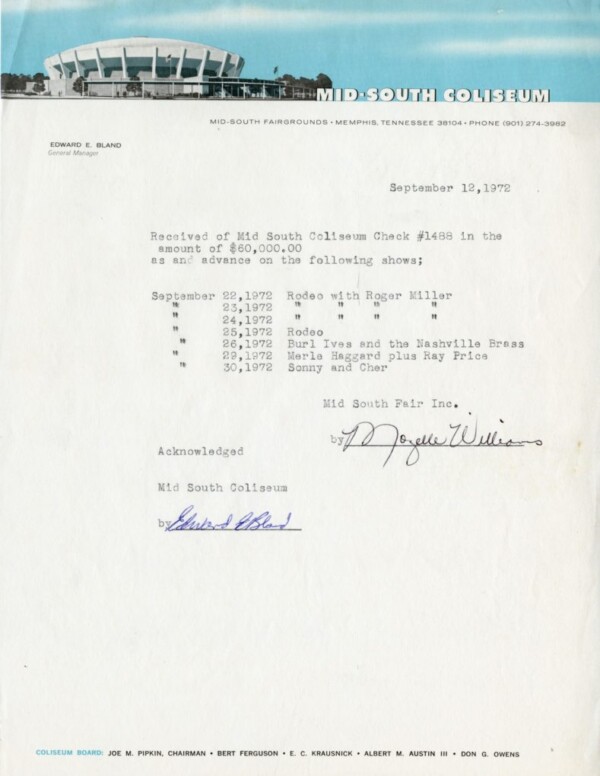 MID-SOUTH COLISEUM
MID-SOUTH FAIRGROUNDS • MEMPHIS, TENNESSEE 38104 • PHONE (901) 274-3982
EDWARD E. BLAND
General Manager
September 12,1972
Received of Mid South Coliseum Check #1488 in the
amount of $60,000.00
as and advance on the following shows;
September 22,1972 Rodeo with Roger Miller
" 23,1972 " " " "
" 24,1972 " " " "
" 25,1972 Rodeo
" 26,1972 Burl Ives and the Nashville Brass
" 29,1972 Merle Haggard plus Ray Price
" 30,1972 Sonny and Cher
Mid South Fair Inc.
by Mozelle Williams
Acknowledged
Mid South Coliseum
by Edward E Bland
COLISEUM BOARD: JOE M. PIPKIN, CHAIRMAN • BERT FERGUSON • E. C. KRAUSNICK • ALBERT M. AUSTIN III • DON G. OWENS